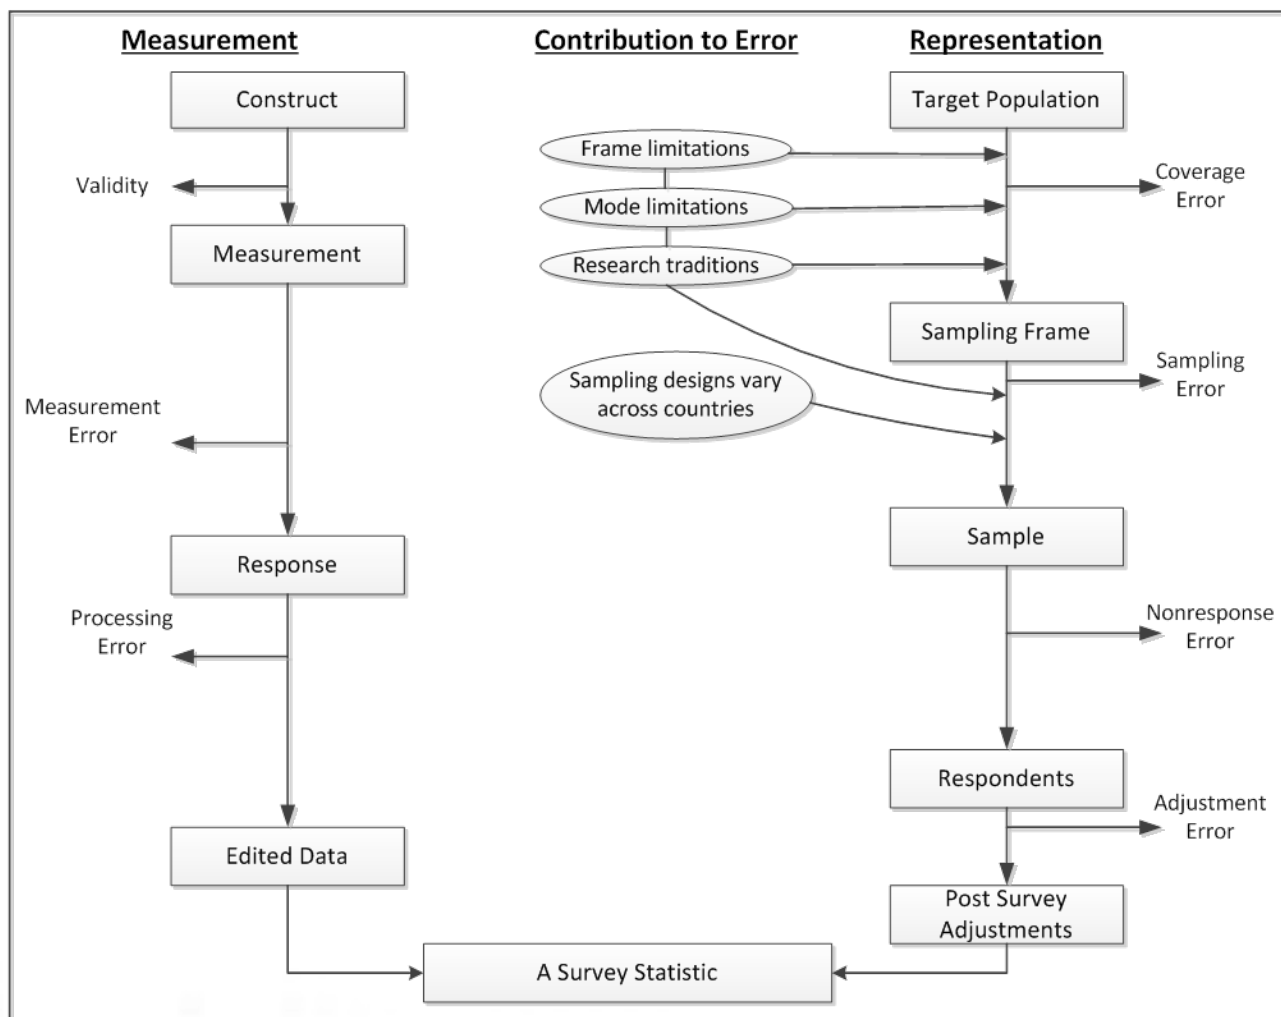 Measurement
Contribution to Error
Representation
Construct
Target Population
Frame limitations
Validity
Coverage
Error
Mode limitations
Measurement
Research traditions
Sampling Frame
Sampling
Error
Sampling designs vary
across countries
Measurement
Error
Sample
Response
Processing
Error
Nonresponse
Error
Respondents
Adjustment
Error
Edited Data
Post Survey
Adjustments
A Survey Statistic